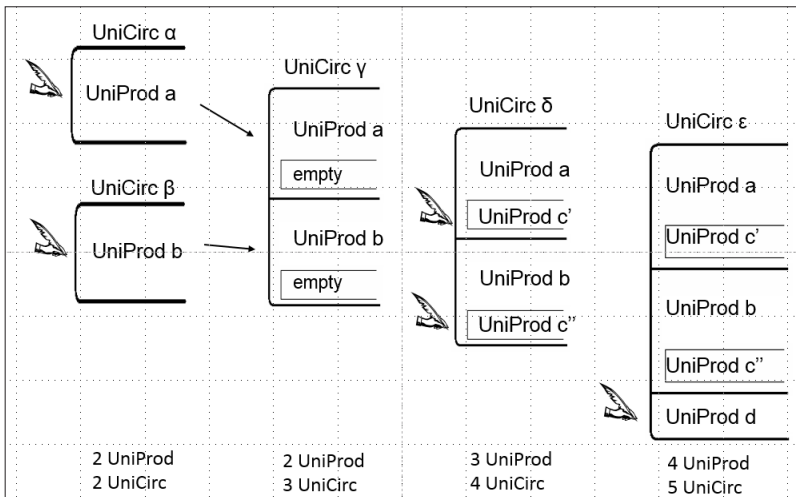 UniCirc α
UniProd a
UniCirc β
UniProd b
2 UniProd
2 UniCirc
UniCirc γ
UniProd a
empty
UniProd b
empty
2 UniProd
3 UniCirc
UniCirc δ
UniProd a
UniProd c'
UniProd b
UniProd c''
3 UniProd
4 UniCirc
UniCirc ε
UniProd a
UniProd c'
UniProd b
UniProd c''
UniProd d
4 UniProd
5 UniCirc